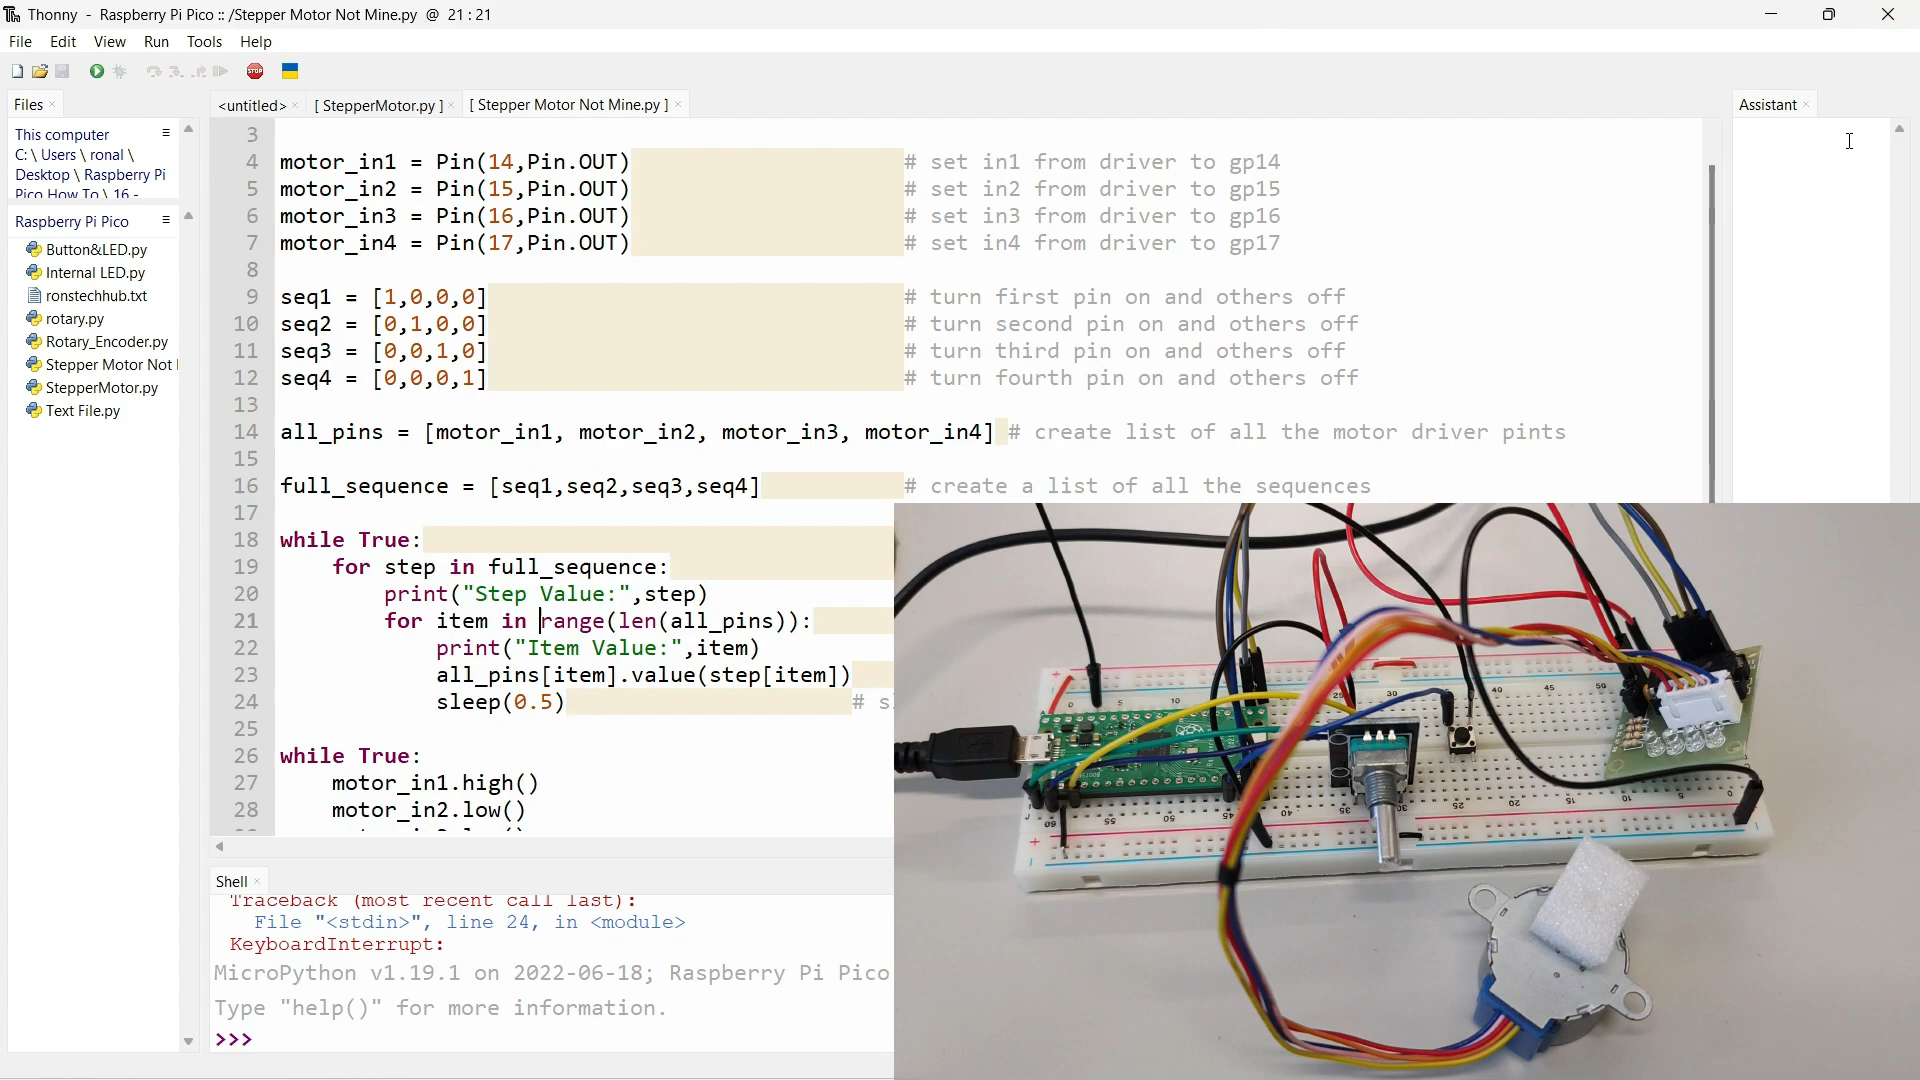 Thonny - Raspberry Pi Pico :: /Stepper Motor Not Mine.py @ 21 : 21
File Edit View Run Tools Help
STOP
Files × <untitled> × [ StepperMotor.py ] × [ Stepper Motor Not Mine.py ] × Assistant ×
This computer
C: \ Users \ ronal \
Desktop \ Raspberry Pi
Pico How To \ 16 -
Raspberry Pi Pico
Button&LED.py
Internal LED.py
ronstechhub.txt
rotary.py
Rotary_Encoder.py
Stepper Motor Not
StepperMotor.py
Text File.py
3
4 motor_in1 = Pin(14,Pin.OUT) # set in1 from driver to gp14
5 motor_in2 = Pin(15,Pin.OUT) # set in2 from driver to gp15
6 motor_in3 = Pin(16,Pin.OUT) # set in3 from driver to gp16
7 motor_in4 = Pin(17,Pin.OUT) # set in4 from driver to gp17
8
9 seq1 = [1,0,0,0] # turn first pin on and others off
10 seq2 = [0,1,0,0] # turn second pin on and others off
11 seq3 = [0,0,1,0] # turn third pin on and others off
12 seq4 = [0,0,0,1] # turn fourth pin on and others off
13
14 all_pins = [motor_in1, motor_in2, motor_in3, motor_in4] # create list of all the motor driver pints
15
16 full_sequence = [seq1,seq2,seq3,seq4] # create a list of all the sequences
17
18 while True:
19 for step in full_sequence:
20 print("Step Value:",step)
21 for item in range(len(all_pins)):
22 print("Item Value:",item)
23 all_pins[item].value(step[item])
24 sleep(0.5) # sl
25
26 while True:
27 motor_in1.high()
28 motor_in2.low()
Shell ×
Traceback (most recent call last):
File "<stdin>", line 24, in <module>
KeyboardInterrupt:
MicroPython v1.19.1 on 2022-06-18; Raspberry Pi Pico
Type "help()" for more information.
>>>